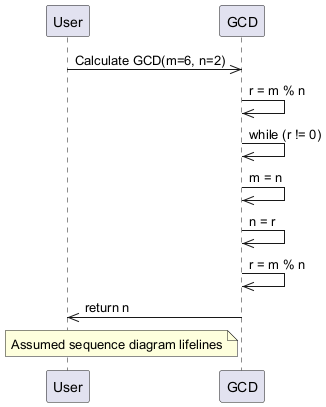 User GCD
Calculate GCD(m=6, n=2)
r = m % n
while (r != 0)
m = n
n = r
r = m % n
return n
Assumed sequence diagram lifelines
User GCD